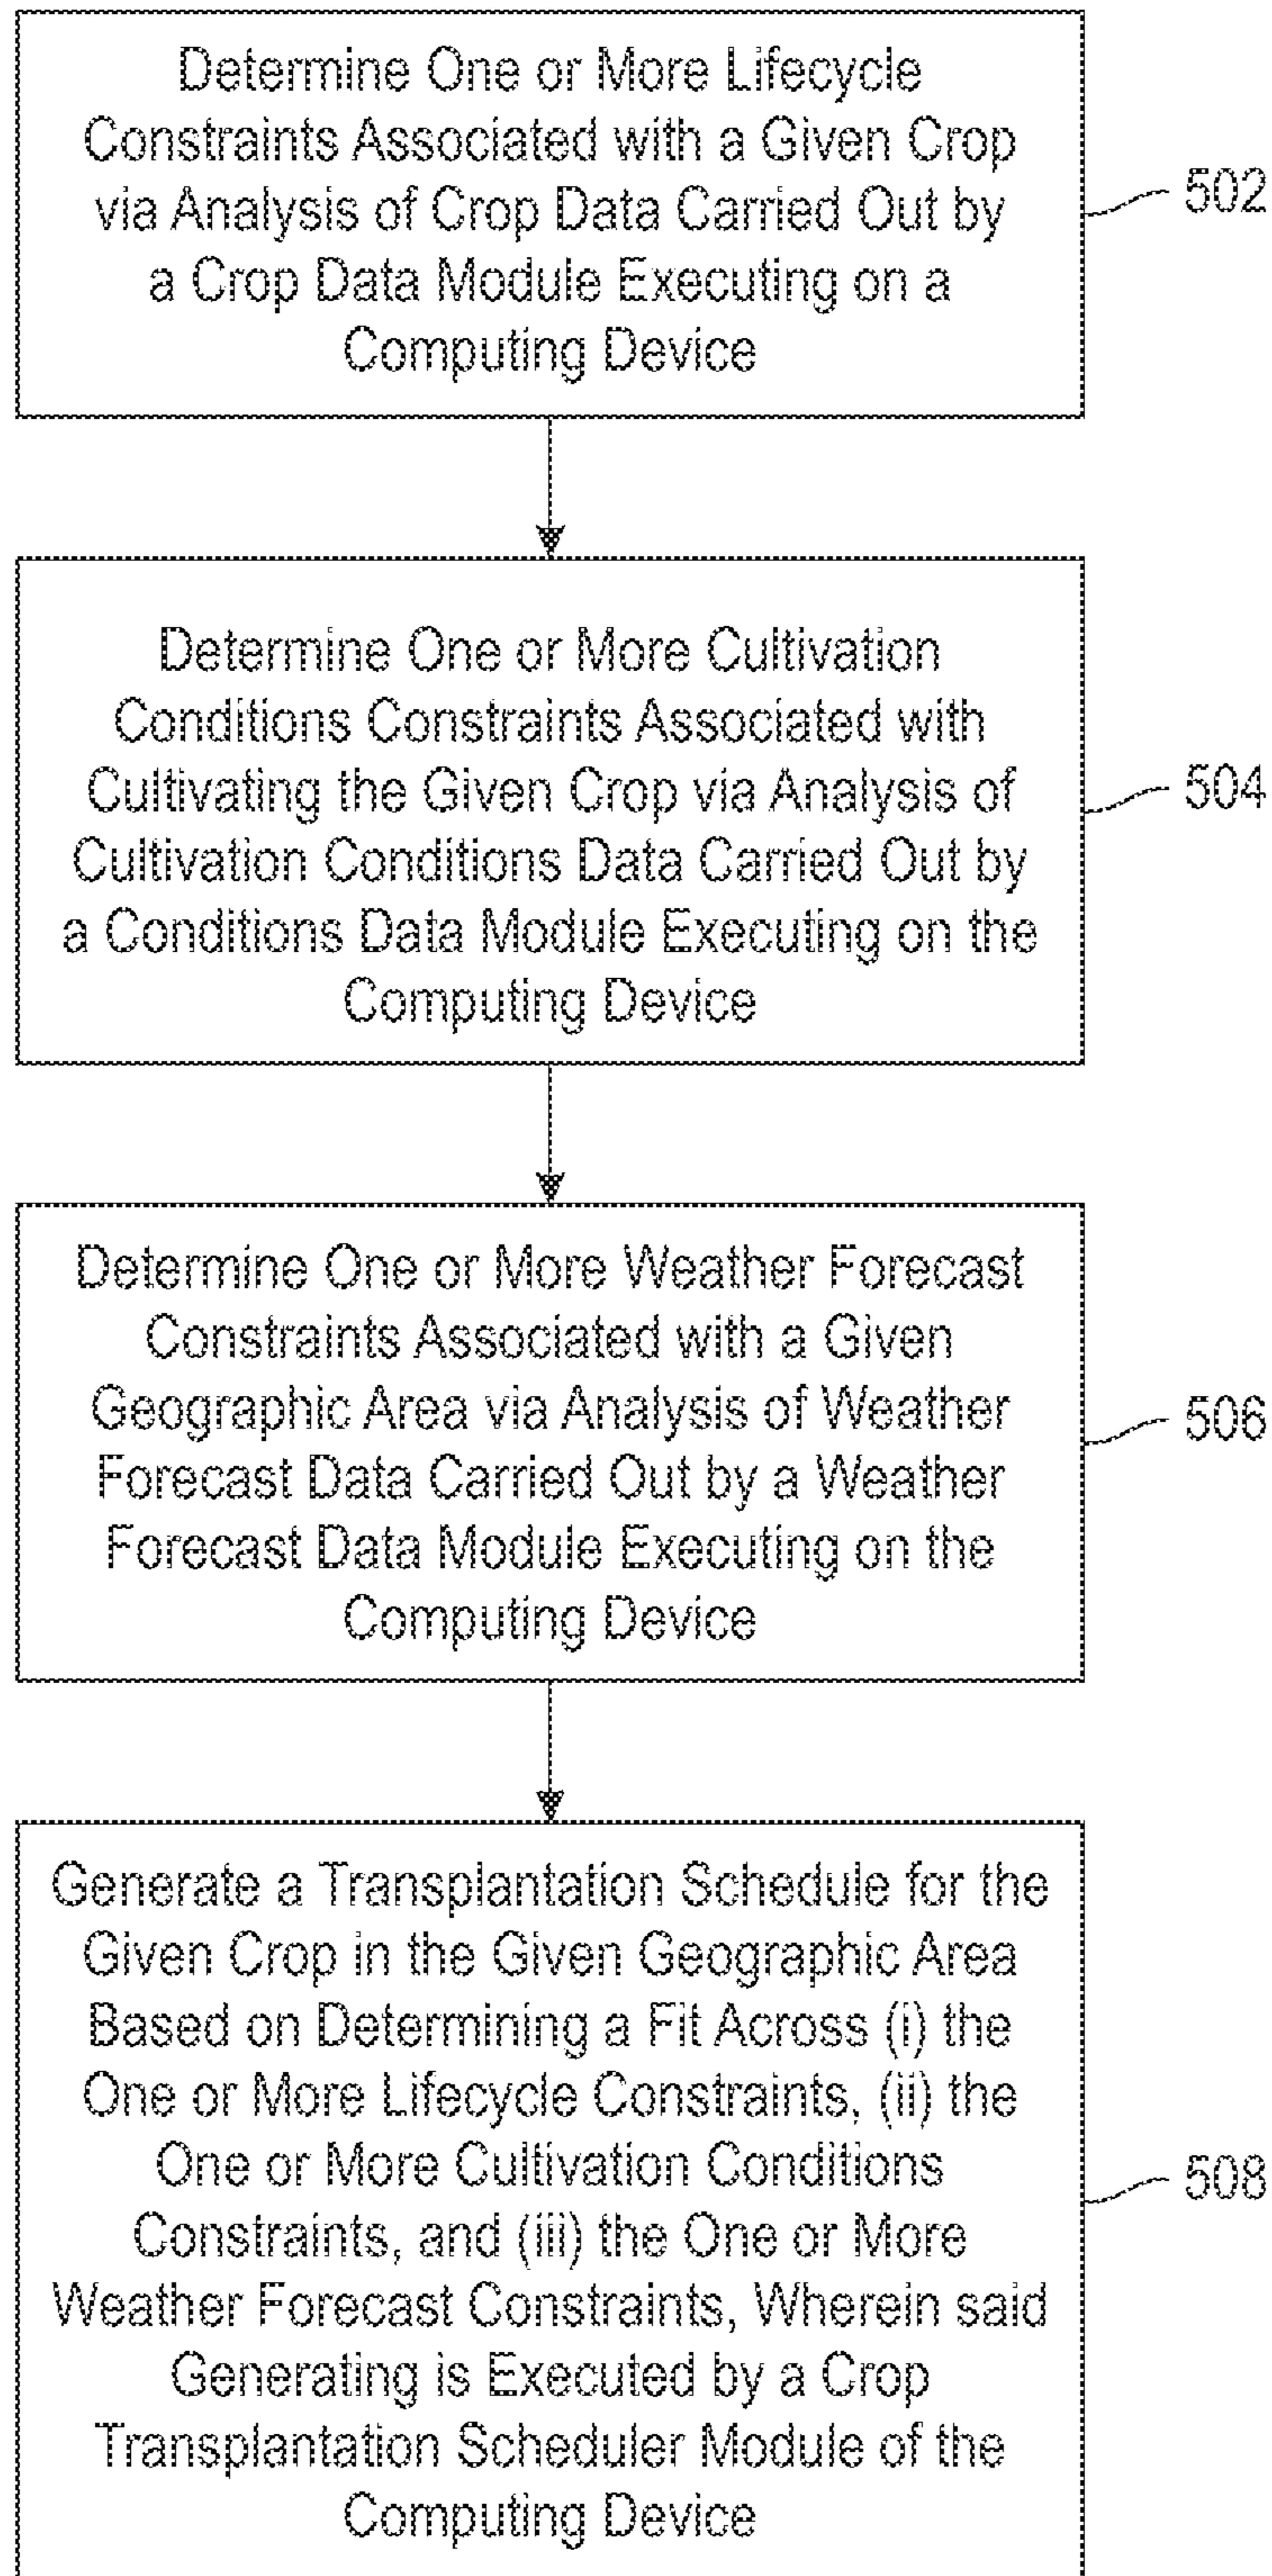 Determine One or More Lifecycle
Constraints Associated with a Given Crop
via Analysis of Crop Data Carried Out by
a Crop Data Module Executing on a
Computing Device
502
Determine One or More Cultivation
Conditions Constraints Associated with
Cultivating the Given Crop via Analysis of
Cultivation Conditions Data Carried Out by
a Conditions Data Module Executing on the
Computing Device
504
Determine One or More Weather Forecast
Constraints Associated with a Given
Geographic Area via Analysis of Weather
Forecast Data Carried Out by a Weather
Forecast Data Module Executing on the
Computing Device
506
Generate a Transplantation Schedule for the
Given Crop in the Given Geographic Area
Based on Determining a Fit Across (i) the
One or More Lifecycle Constraints, (ii) the
One or More Cultivation Conditions
Constraints, and (iii) the One or More
Weather Forecast Constraints, Wherein said
Generating is Executed by a Crop
Transplantation Scheduler Module of the
Computing Device
508